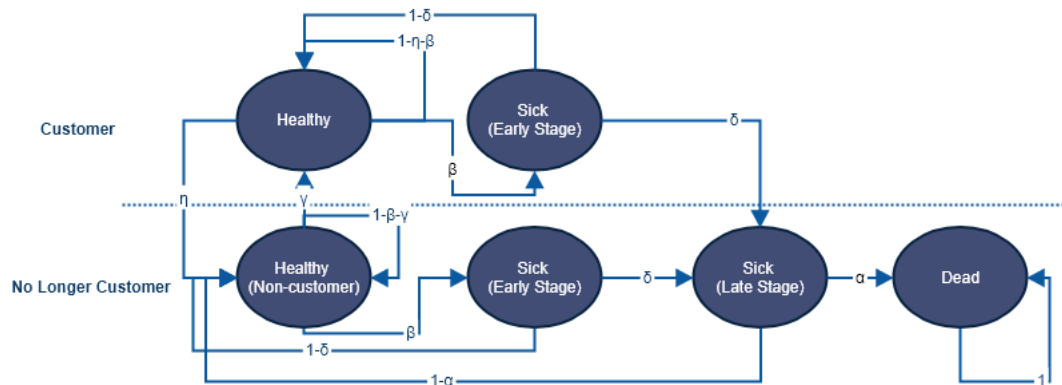 1-δ
1-η-β
Customer
Healthy
Sick
(Early Stage)
δ
β
η
γ
1-β-γ
No Longer Customer
Healthy
(Non-customer)
Sick
(Early Stage)
δ
Sick
(Late Stage)
α
Dead
β
1-δ
1-α
1